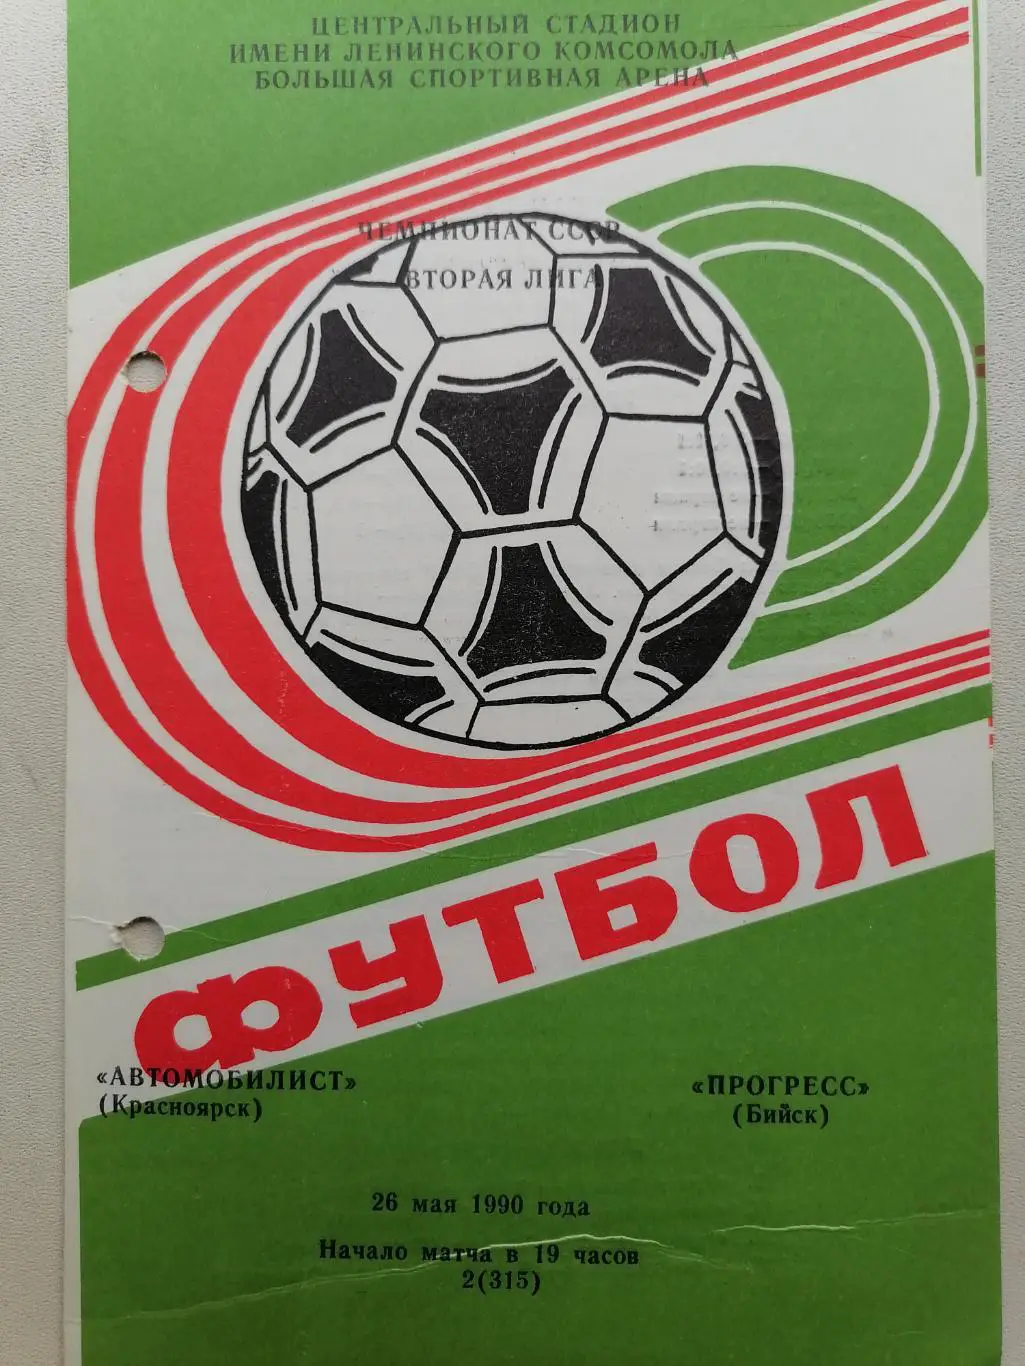 ЦЕНТРАЛЬНЫЙ СТАДИОН
ИМЕНИ ЛЕНИНСКОГО КОМСОМОЛА
БОЛЬШАЯ СПОРТИВНАЯ АРЕНА
ЧЕМПИОНАТ СССР
ВТОРАЯ ЛИГА
ФУТБОЛ
«АВТОМОБИЛИСТ»
(Красноярск)
«ПРОГРЕСС»
(Бийск)
26 мая 1990 года
Начало матча в 19 часов
2(315)